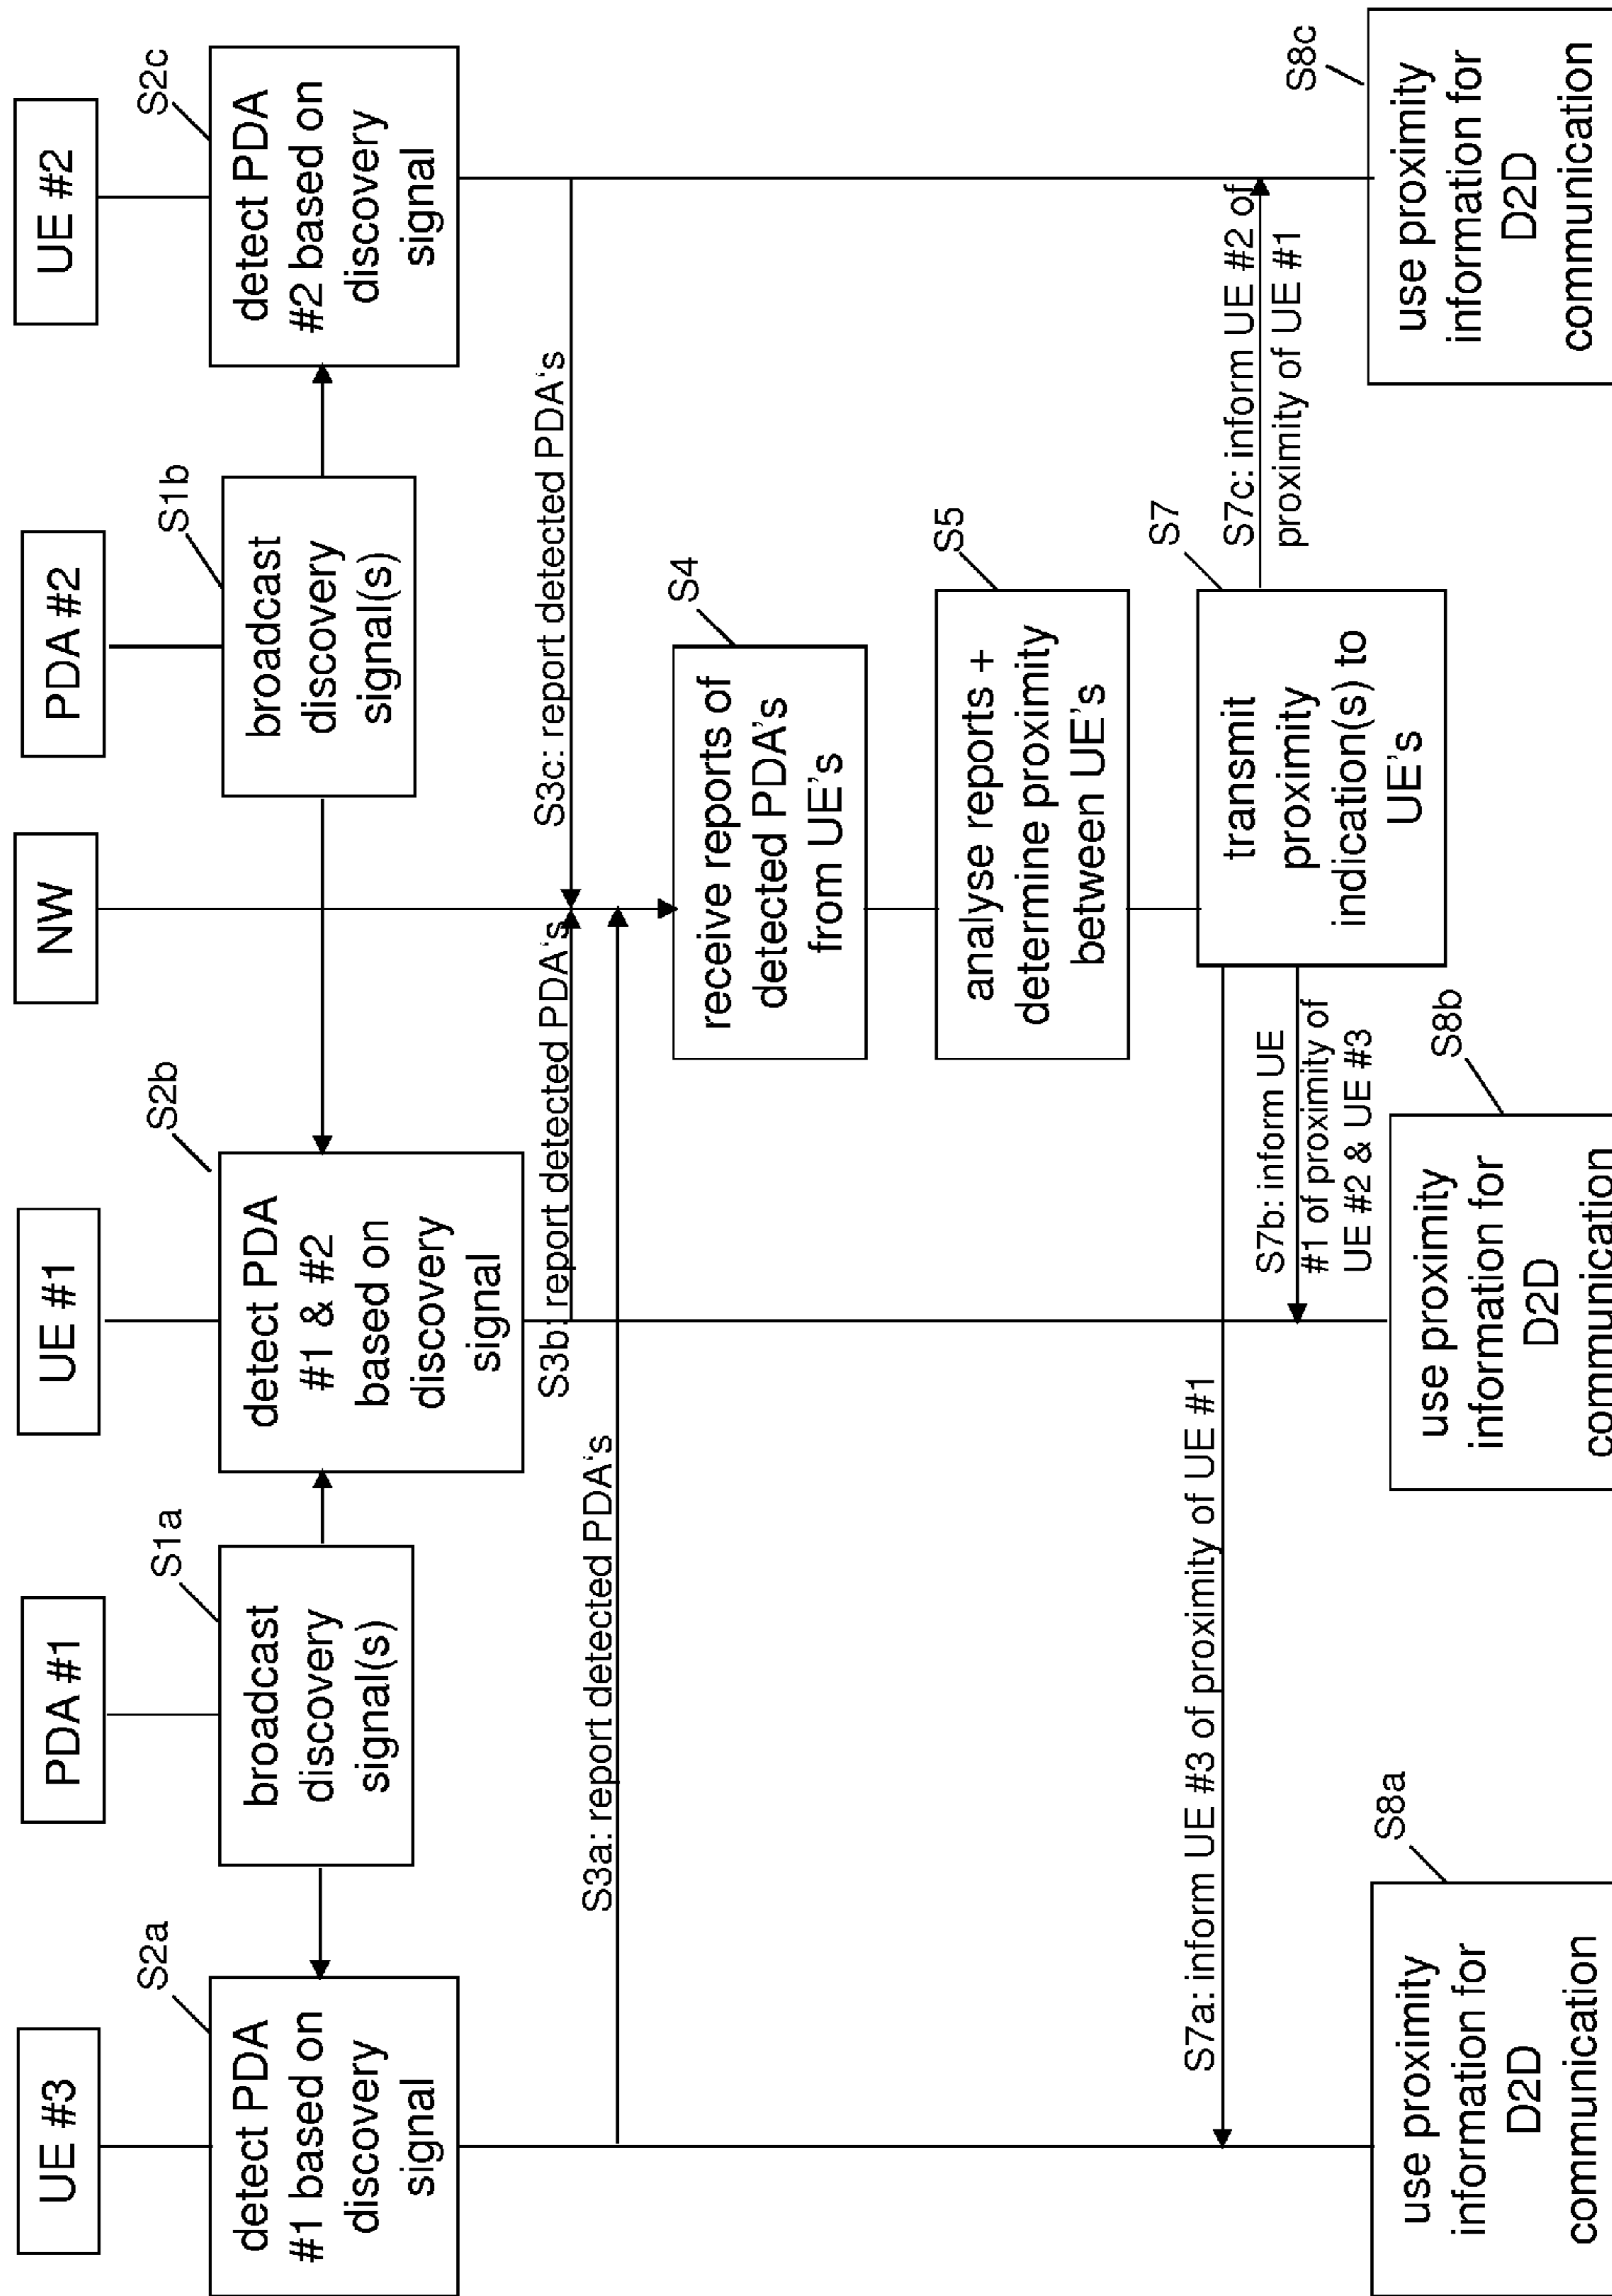 UE #3
PDA #1
UE #1
NW
PDA #2
UE #2
S2a
S1a
S2b
S1b
S2c
detect PDA
#1 based on
discovery
signal
broadcast
discovery
signal(s)
detect PDA
#1 & #2
based on
discovery
signal
broadcast
discovery
signal(s)
detect PDA
#2 based on
discovery
signal
S3b: report detected PDA's
S3c: report detected PDA's
S3a: report detected PDA's
S4
receive reports of
detected PDA's
from UE's
S5
analyse reports +
determine proximity
between UE's
S7
transmit
proximity
indication(s) to
UE's
S7a: inform UE #3 of proximity of UE #1
S7b: inform UE
#1 of proximity of
UE #2 & UE #3
S7c: inform UE #2 of
proximity of UE #1
S8a
S8b
S8c
use proximity
information for
D2D
communication
use proximity
information for
D2D
communication
use proximity
information for
D2D
communication